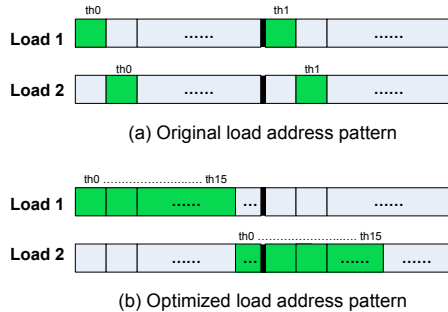 th0 th1
Load 1 ...... ......
th0 th1
Load 2 ...... ......
(a) Original load address pattern
th0 ........................ th15
Load 1 ...... ... ......
th0 ........................ th15
Load 2 ...... ... ...... ......
(b) Optimized load address pattern